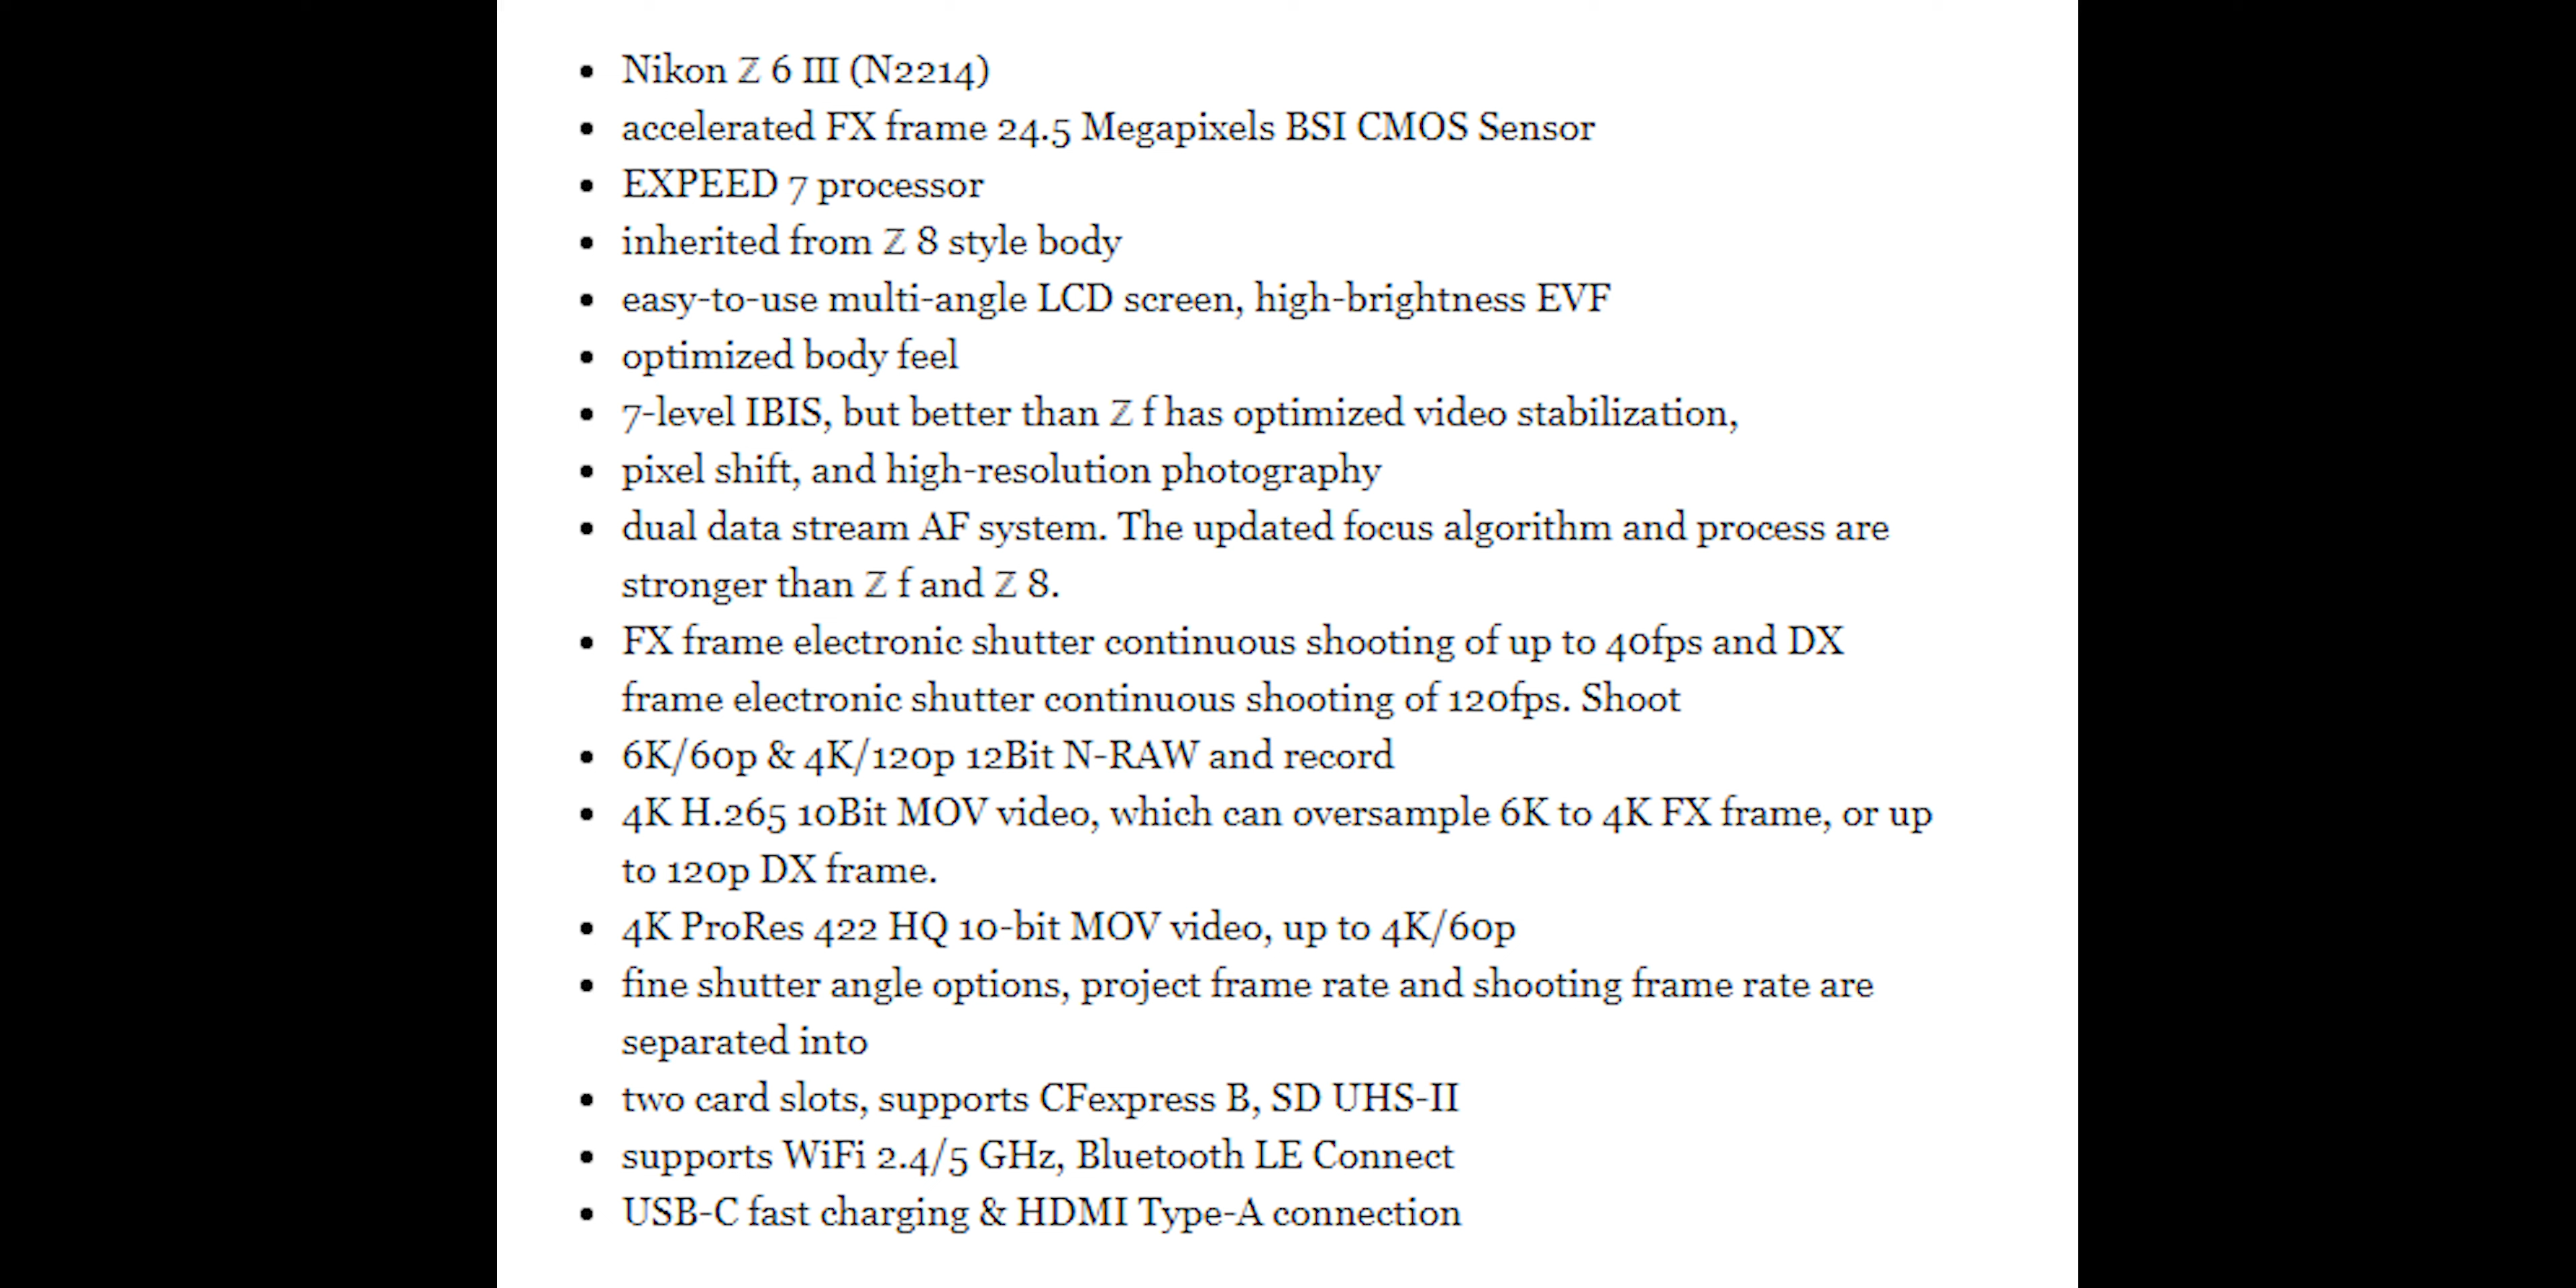 • Nikon ℤ 6 III (N2214)
• accelerated FX frame 24.5 Megapixels BSI CMOS Sensor
• EXPEED 7 processor
• inherited from ℤ 8 style body
• easy-to-use multi-angle LCD screen, high-brightness EVF
• optimized body feel
• 7-level IBIS, but better than ℤ f has optimized video stabilization,
• pixel shift, and high-resolution photography
• dual data stream AF system. The updated focus algorithm and process are
stronger than ℤ f and ℤ 8.
• FX frame electronic shutter continuous shooting of up to 40fps and DX
frame electronic shutter continuous shooting of 120fps. Shoot
• 6K/60p & 4K/120p 12Bit N-RAW and record
• 4K H.265 10Bit MOV video, which can oversample 6K to 4K FX frame, or up
to 120p DX frame.
• 4K ProRes 422 HQ 10-bit MOV video, up to 4K/60p
• fine shutter angle options, project frame rate and shooting frame rate are
separated into
• two card slots, supports CFexpress B, SD UHS-II
• supports WiFi 2.4/5 GHz, Bluetooth LE Connect
• USB-C fast charging & HDMI Type-A connection